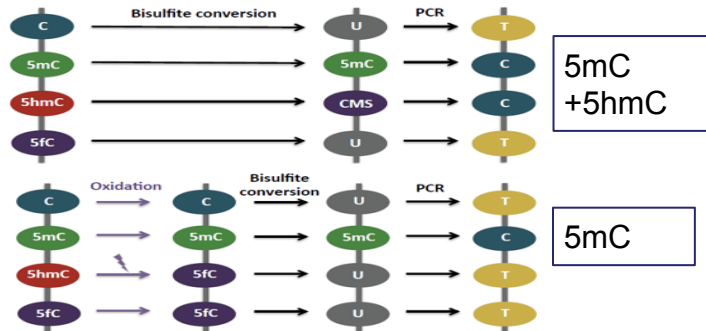 Bisulfite conversion PCR
C U T
5mC 5mC C
5hmC CMS C
5fC U T
5mC
+5hmC
Oxidation Bisulfite
conversion PCR
C C U T
5mC 5mC 5mC C
5hmC 5fC U T
5fC 5fC U T
5mC